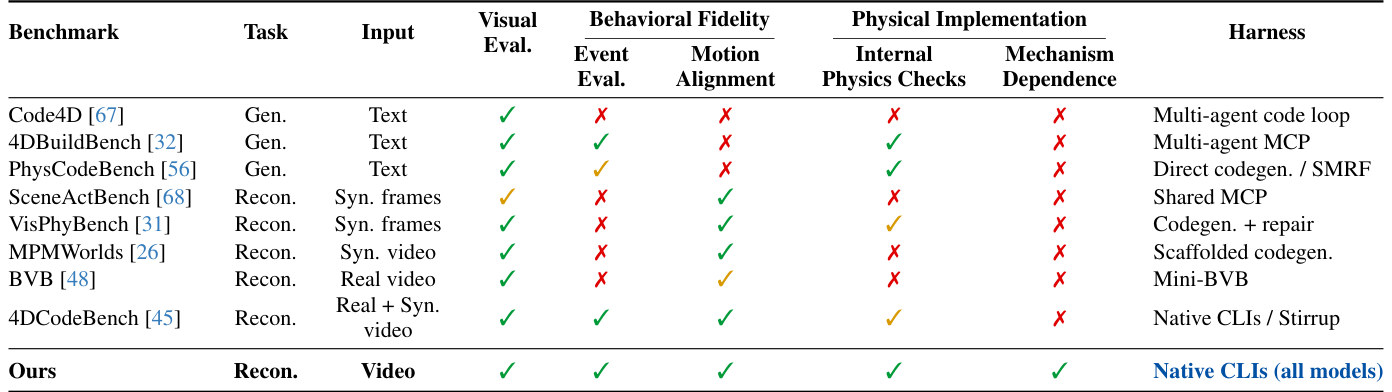 Benchmark Task Input Visual Eval. Behavioral Fidelity Physical Implementation Harness
Event Eval. Motion Alignment Internal Physics Checks Mechanism Dependence
Code4D [67] Gen. Text ✓ ✗ ✗ ✗ ✗ Multi-agent code loop
4DBuildBench [32] Gen. Text ✓ ✓ ✗ ✓ ✗ Multi-agent MCP
PhysCodeBench [56] Gen. Text ✓ ✓ ✗ ✓ ✗ Direct codegen. / SMRF
SceneActBench [68] Recon. Syn. frames ✓ ✗ ✓ ✗ ✗ Shared MCP
VisPhyBench [31] Recon. Syn. frames ✓ ✗ ✓ ✓ ✗ Codegen. + repair
MPMWorlds [26] Recon. Syn. video ✓ ✗ ✓ ✗ ✗ Scaffolded codegen.
BVB [48] Recon. Real video ✓ ✗ ✓ ✗ ✗ Mini-BVB
4DCodeBench [45] Recon. Real + Syn. video ✓ ✓ ✓ ✓ ✗ Native CLIs / Stirrup
Ours Recon. Video ✓ ✓ ✓ ✓ ✓ Native CLIs (all models)